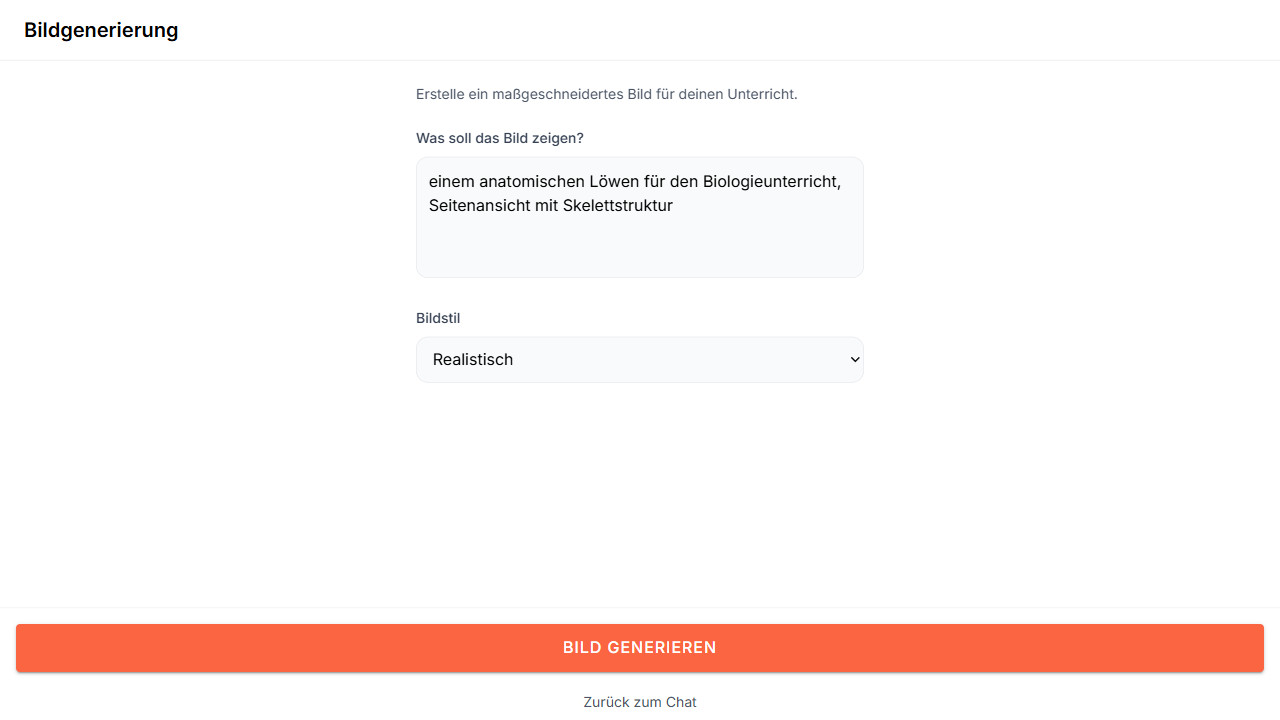 Bildgenerierung
Erstelle ein maßgeschneidertes Bild für deinen Unterricht.
Was soll das Bild zeigen?
einem anatomischen Löwen für den Biologieunterricht,
Seitenansicht mit Skelettstruktur
Bildstil
Realistisch
BILD GENERIEREN
Zurück zum Chat